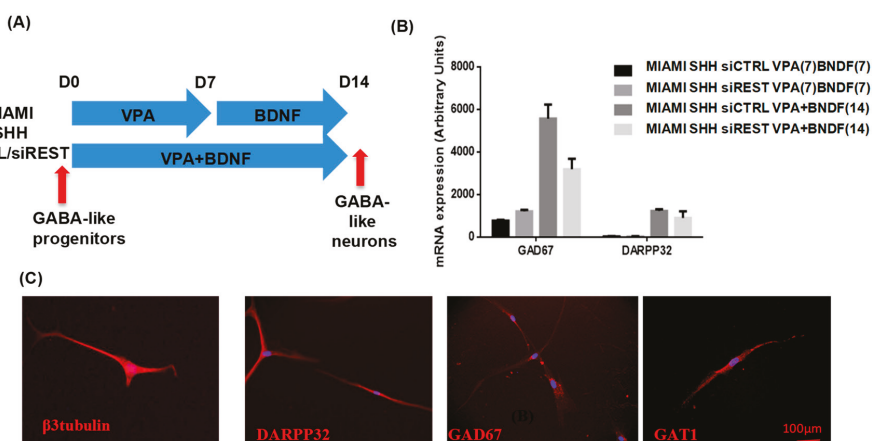 (A)
D0 D7 D14
VPA BDNF
VPA+BDNF
SHH
GABA-like
progenitors
GABA-
like
neurons
(B)
mRNA expression (Arbitrary Units)
8000
6000
4000
2000
0
GAD67 DARPP32
MIAMI SHH siCTRL VPA(7)BNDF(7)
MIAMI SHH siREST VPA(7)BNDF(7)
MIAMI SHH siCTRL VPA+BNDF(14)
MIAMI SHH siREST VPA+BNDF(14)
(C)
β3tubulin
DARPP32
(B)
GAD67
GAT1
100µm